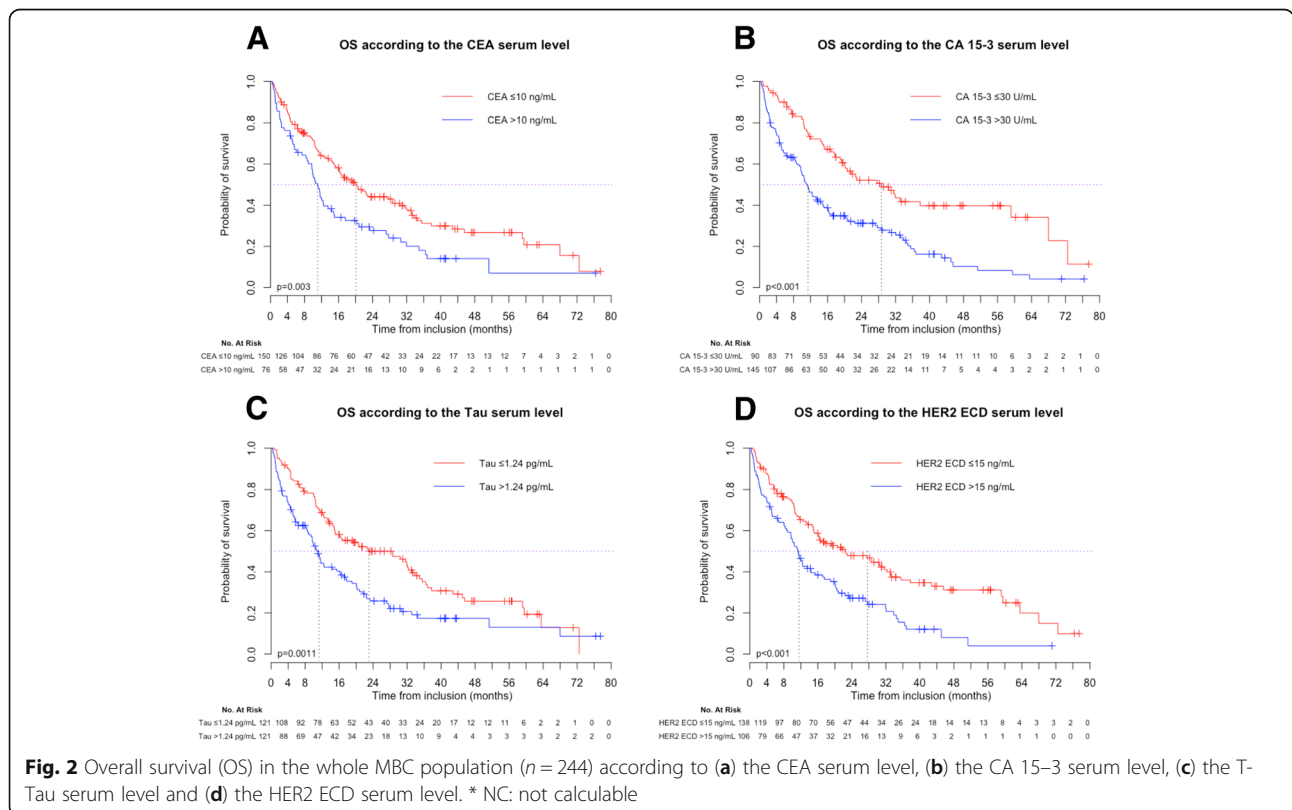 A
OS according to the CEA serum level
Probability of survival
1.0
0.8
0.6
0.4
0.2
0.0
CEA ≤10 ng/mL
CEA >10 ng/mL
p=0.003
0 4 8 16 20 24 32 40 48 56 64 72 80
Time from inclusion (months)
No. At Risk
CEA ≤10 ng/mL 150 126 104 86 76 60 47 42 33 24 22 17 13 13 12 7 4 3 2 1 0
CEA >10 ng/mL 76 58 47 32 24 21 16 13 10 9 6 2 2 1 1 1 1 1 1 1 0
B
OS according to the CA 15-3 serum level
Probability of survival
1.0
0.8
0.6
0.4
0.2
0.0
CA 15-3 ≤30 U/mL
CA 15-3 >30 U/mL
p<0.001
0 4 8 16 20 24 32 40 48 56 64 72 80
Time from inclusion (months)
No. At Risk
CA 15-3 ≤30 U/mL 90 83 71 59 53 44 34 32 24 21 19 14 11 11 10 6 3 2 2 1 0
CA 15-3 >30 U/mL 145 107 86 63 50 40 32 26 22 14 11 7 5 4 4 3 2 2 1 1 0
C
OS according to the Tau serum level
Probability of survival
1.0
0.8
0.6
0.4
0.2
0.0
Tau ≤1.24 pg/mL
Tau >1.24 pg/mL
p=0.0011
0 4 8 16 20 24 32 40 48 56 64 72 80
Time from inclusion (months)
No. At Risk
Tau ≤1.24 pg/mL 121 108 92 78 63 52 43 40 33 24 20 17 12 12 11 6 2 2 1 0 0
Tau >1.24 pg/mL 121 88 69 47 42 34 23 18 13 10 9 4 4 3 3 3 3 2 2 2 0
D
OS according to the HER2 ECD serum level
Probability of survival
1.0
0.8
0.6
0.4
0.2
0.0
HER2 ECD ≤15 ng/mL
HER2 ECD >15 ng/mL
p<0.001
0 4 8 16 20 24 32 40 48 56 64 72 80
Time from inclusion (months)
No. At Risk
HER2 ECD ≤15 ng/mL 138 119 97 80 70 56 47 44 34 26 24 18 14 14 13 8 4 3 3 2 0
HER2 ECD >15 ng/mL 106 79 66 47 37 32 21 16 13 9 6 3 2 1 1 1 1 1 0 0 0
Fig. 2 Overall survival (OS) in the whole MBC population (n = 244) according to (a) the CEA serum level, (b) the CA 15–3 serum level, (c) the T-
Tau serum level and (d) the HER2 ECD serum level. * NC: not calculable